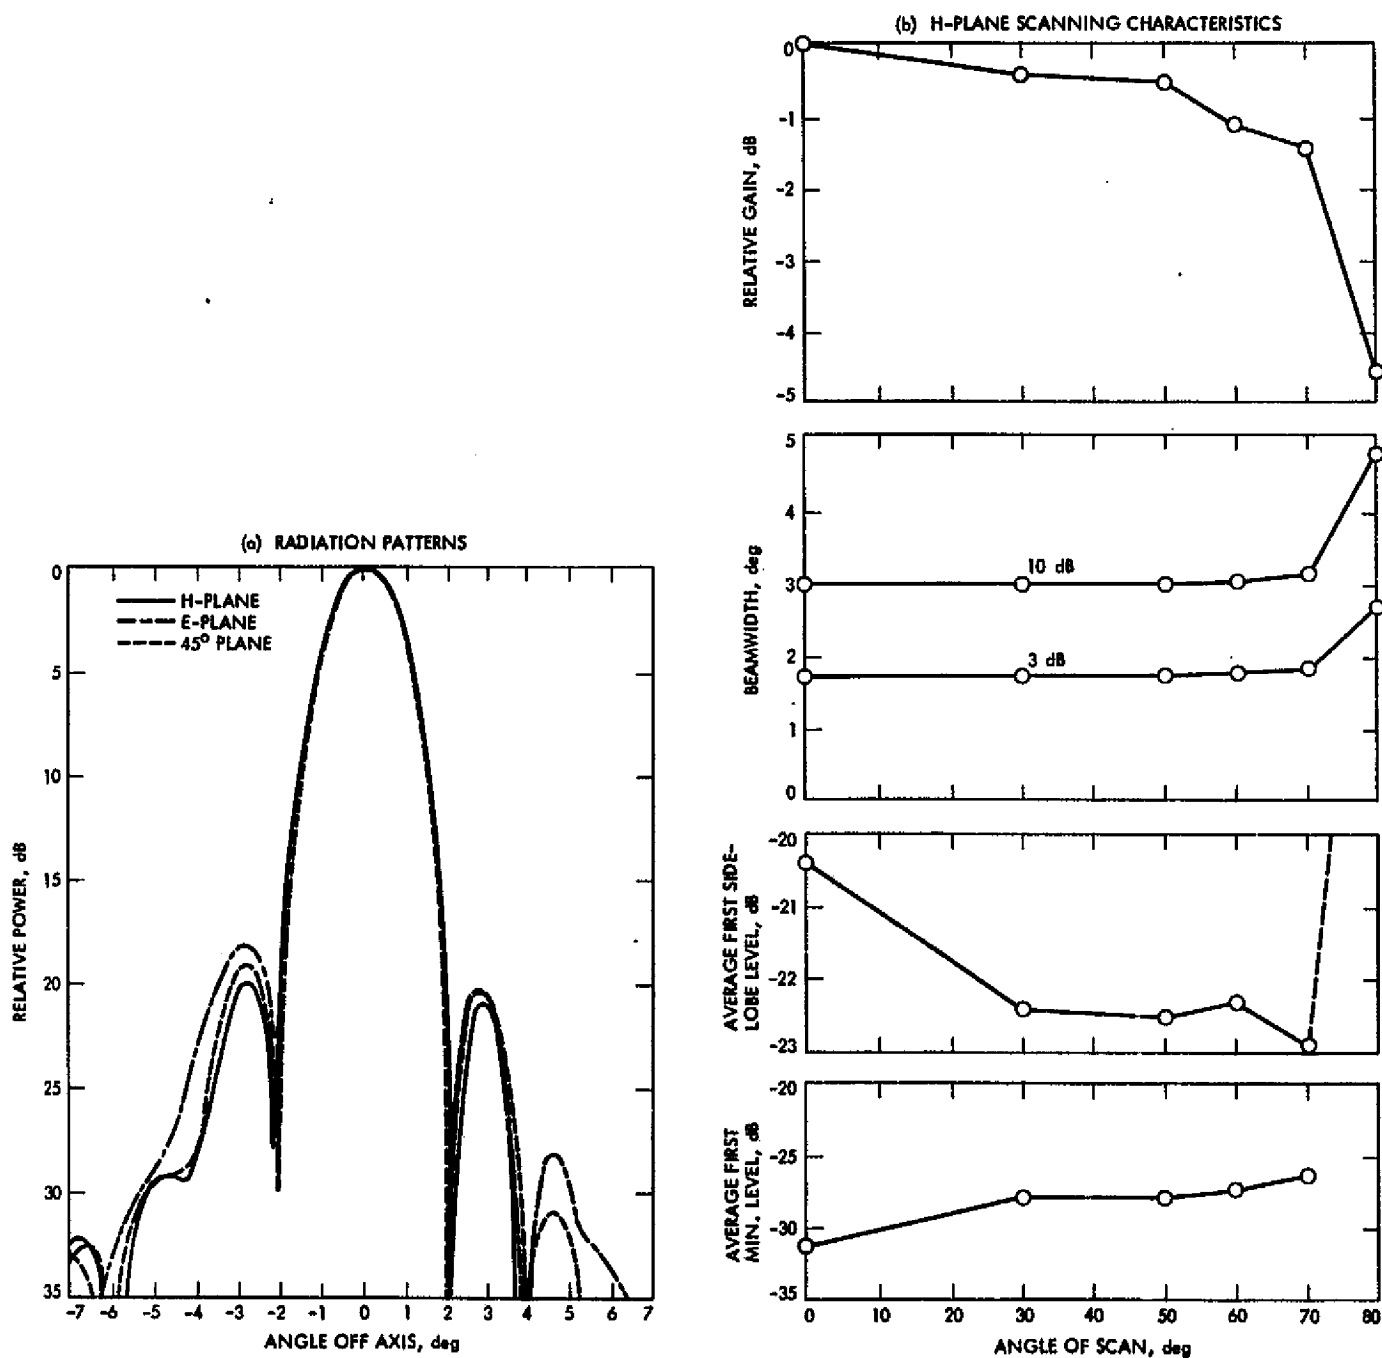 (b) H-PLANE SCANNING CHARACTERISTICS
0
-1
-2
-3
-4
-5
RELATIVE GAIN, dB
5
4
3
2
1
0
BEAMWIDTH, deg
10 dB
3 dB
(a) RADIATION PATTERNS
H-PLANE
E-PLANE
45° PLANE
0
5
10
15
20
25
30
35
RELATIVE POWER, dB
-7 -6 -5 -4 -3 -2 -1 0 1 2 3 4 5 6 7
ANGLE OFF AXIS, deg
-20
-21
-22
-23
AVERAGE FIRST SIDE-
LOBE LEVEL, dB
-20
-25
-30
-35
AVERAGE FIRST
MIN. LEVEL, dB
0 10 20 30 40 50 60 70 80
ANGLE OF SCAN, deg